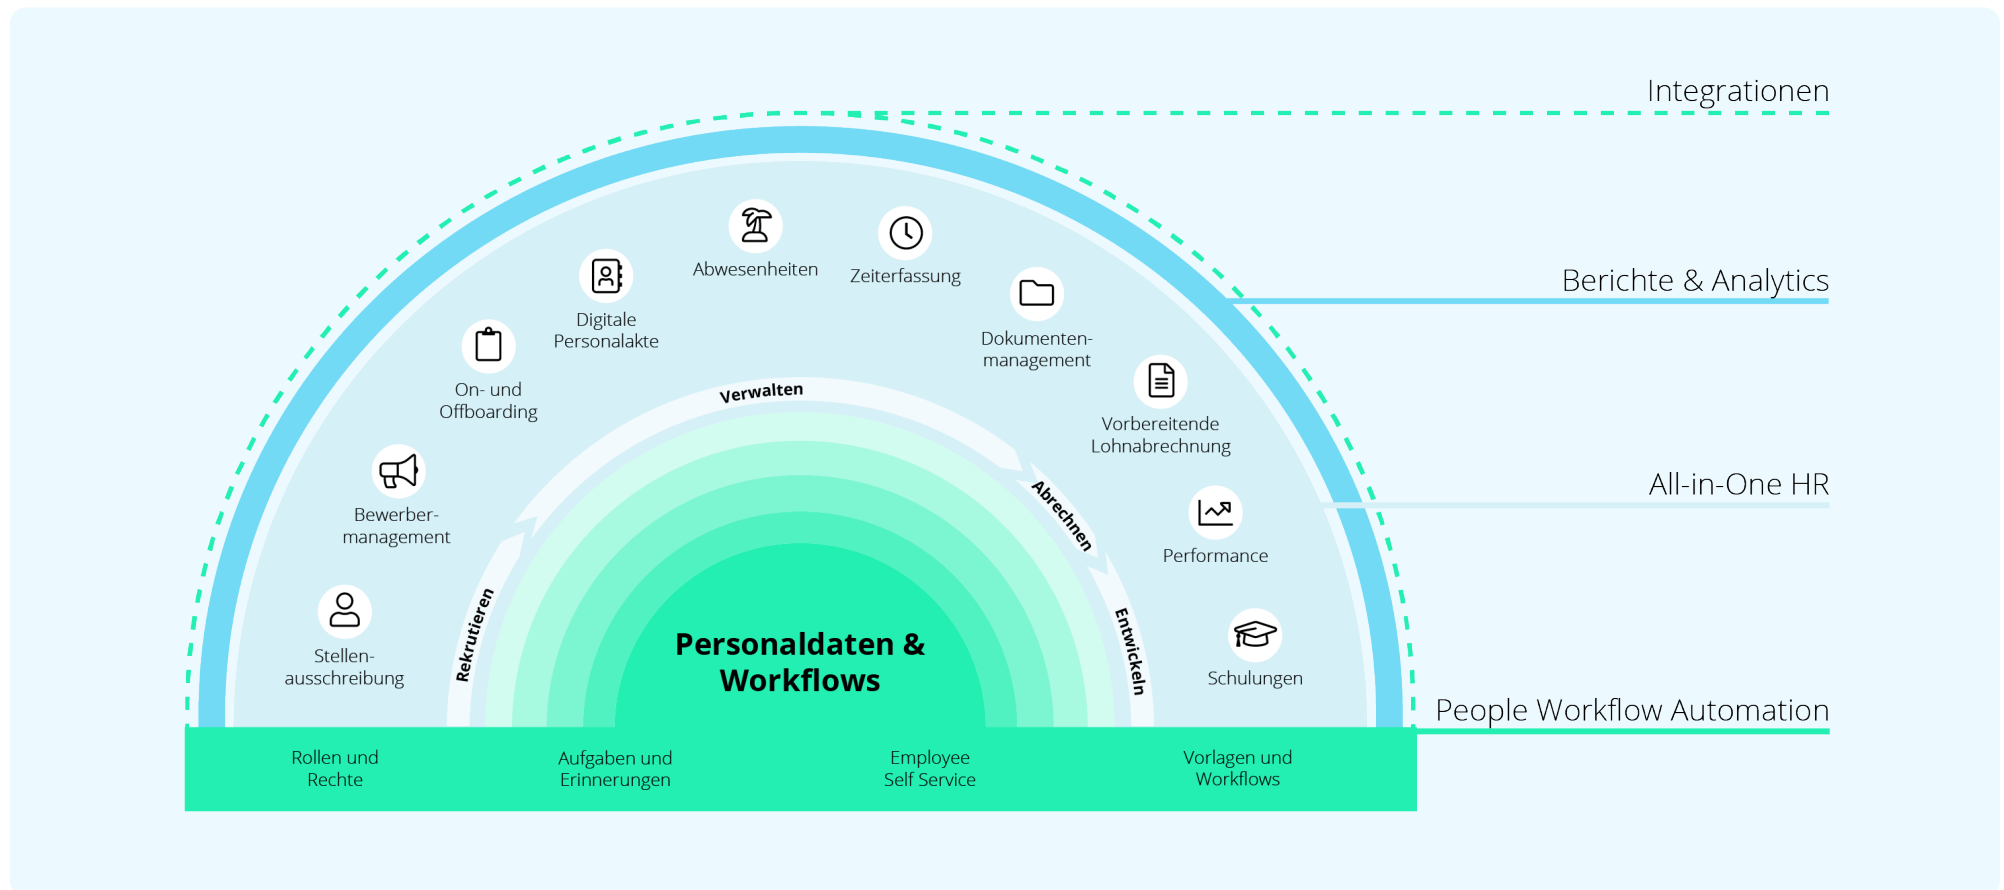 Integrationen
Berichte & Analytics
All-in-One HR
People Workflow Automation
Stellen-
ausschreibung
Bewerber-
management
On- und
Offboarding
Digitale
Personalakte
Abwesenheiten
Zeiterfassung
Dokumenten-
management
Vorbereitende
Lohnabrechnung
Performance
Schulungen
Rekrutieren
Verwalten
Abrechnen
Entwickeln
Personaldaten &
Workflows
Rollen und
Rechte
Aufgaben und
Erinnerungen
Employee
Self Service
Vorlagen und
Workflows